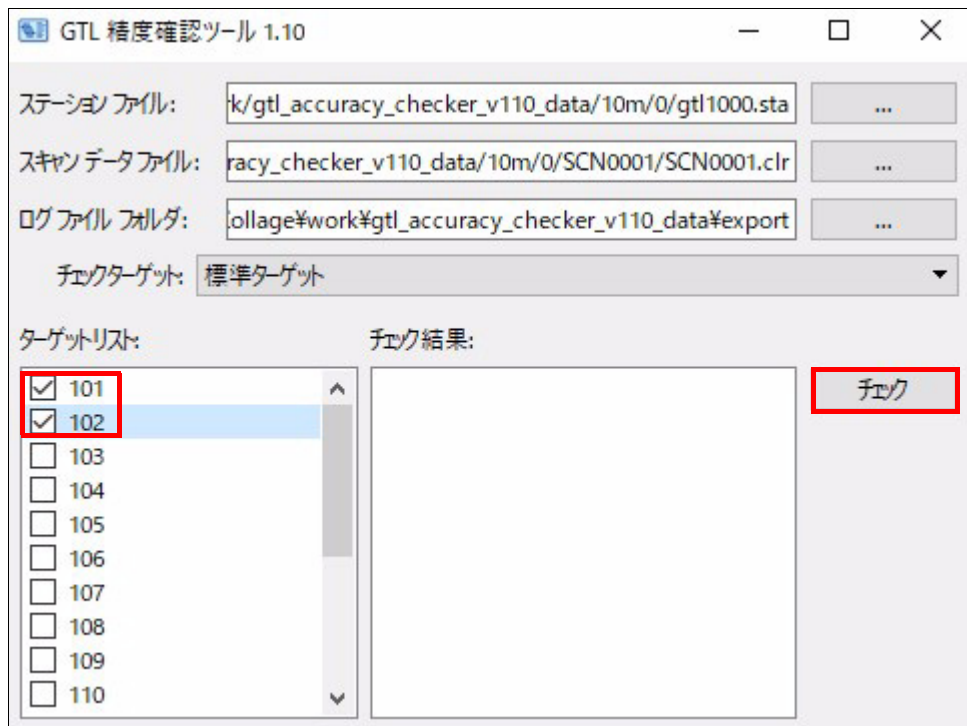 GTL 精度確認ツール 1.10
ステーション ファイル: rk/gtl_accuracy_checker_v110_data/10m/0/gtl1000.sta ...
スキャン データ ファイル: racy_checker_v110_data/10m/0/SCN0001/SCN0001.clr ...
ログ ファイル フォルダ: Collage¥work¥gtl_accuracy_checker_v110_data¥export ...
チェックターゲット: 標準ターゲット
ターゲットリスト: チェック結果:
101 チェック
102
103
104
105
106
107
108
109
110